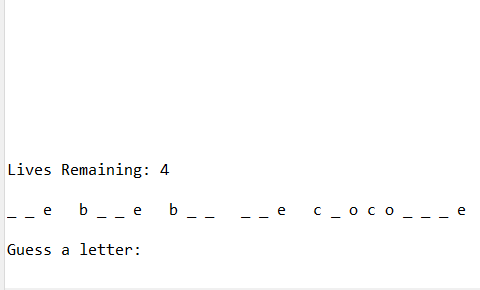 Lives Remaining: 4
_ _ e   b _ _ e   b _ _   _ _ e   c _ o c o _ _ _ e
Guess a letter: